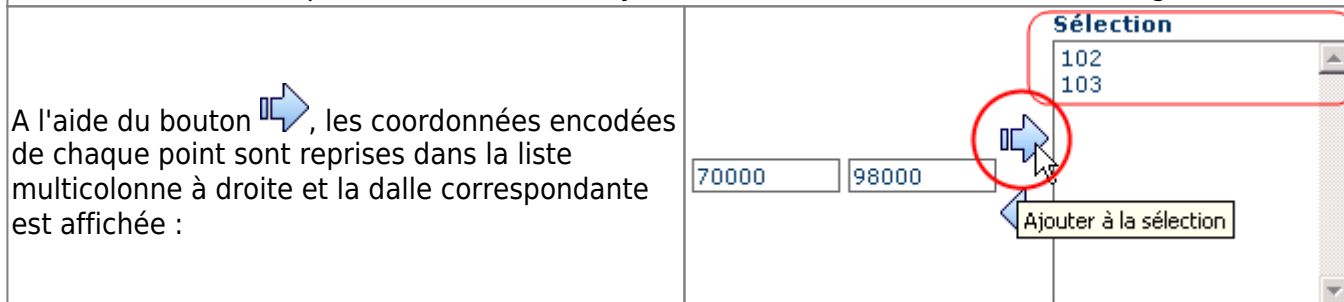 A l'aide du bouton , les coordonnées encodées
de chaque point sont reprises dans la liste
multicolonne à droite et la dalle correspondante
est affichée :
Sélection
102
103
70000 98000
Ajouter à la sélection